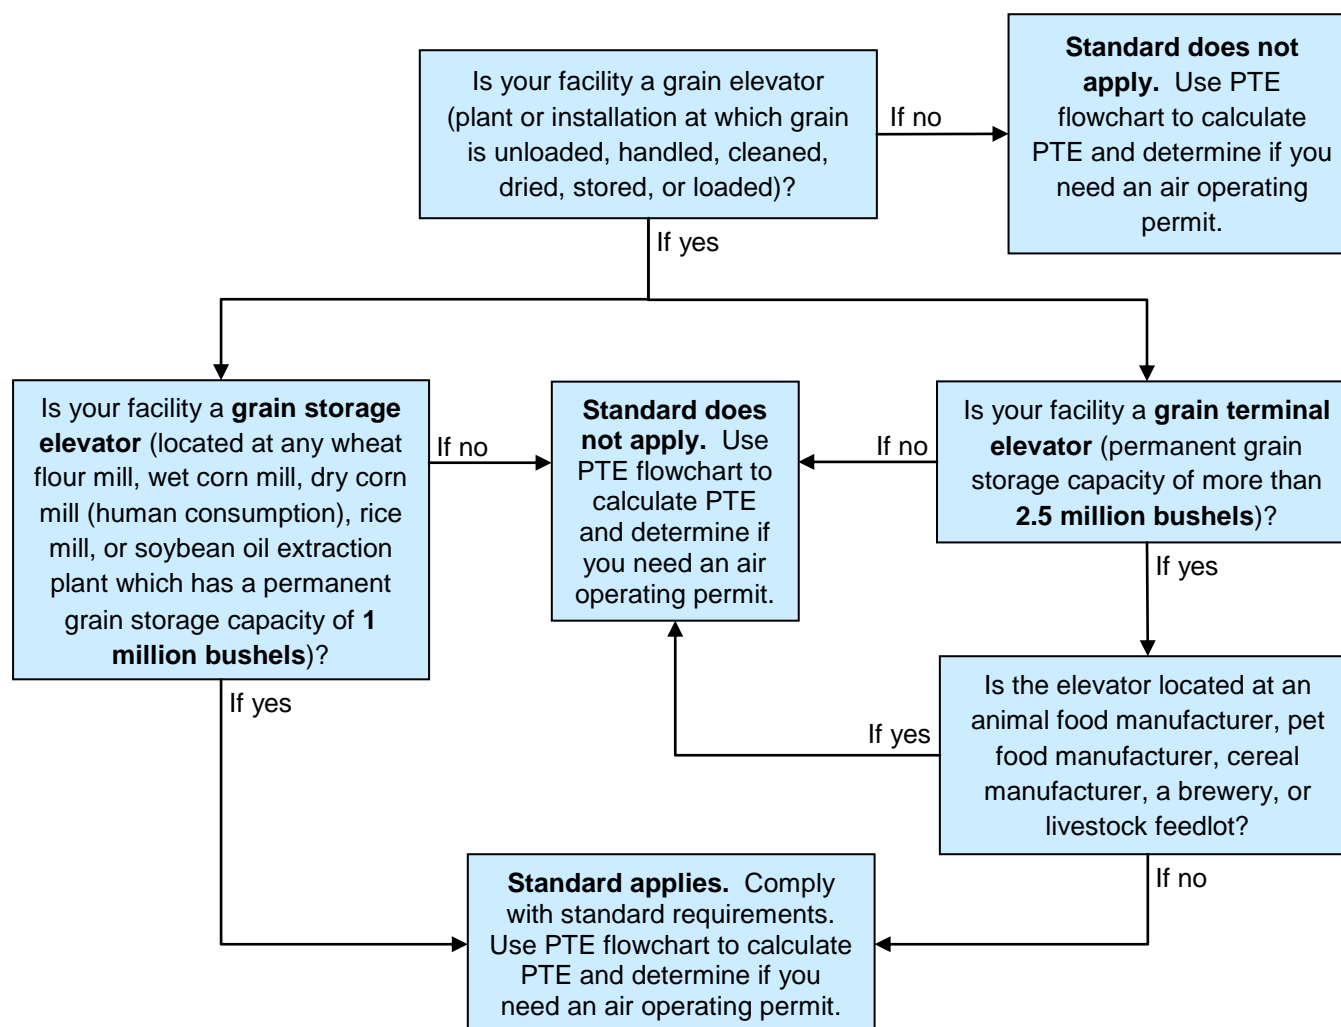 Is your facility a grain elevator
(plant or installation at which grain
is unloaded, handled, cleaned,
dried, stored, or loaded)?
If no
Standard does not
apply. Use PTE
flowchart to calculate
PTE and determine if you
need an air operating
permit.
If yes
Is your facility a grain storage
elevator (located at any wheat
flour mill, wet corn mill, dry corn
mill (human consumption), rice
mill, or soybean oil extraction
plant which has a permanent
grain storage capacity of 1
million bushels)?
If no
Standard does
not apply. Use
PTE flowchart to
calculate PTE
and determine if
you need an air
operating permit.
If no
Is your facility a grain terminal
elevator (permanent grain
storage capacity of more than
2.5 million bushels)?
If yes
Is the elevator located at an
animal food manufacturer, pet
food manufacturer, cereal
manufacturer, a brewery, or
livestock feedlot?
If yes
If yes
If no
Standard applies. Comply
with standard requirements.
Use PTE flowchart to calculate
PTE and determine if you
need an air operating permit.